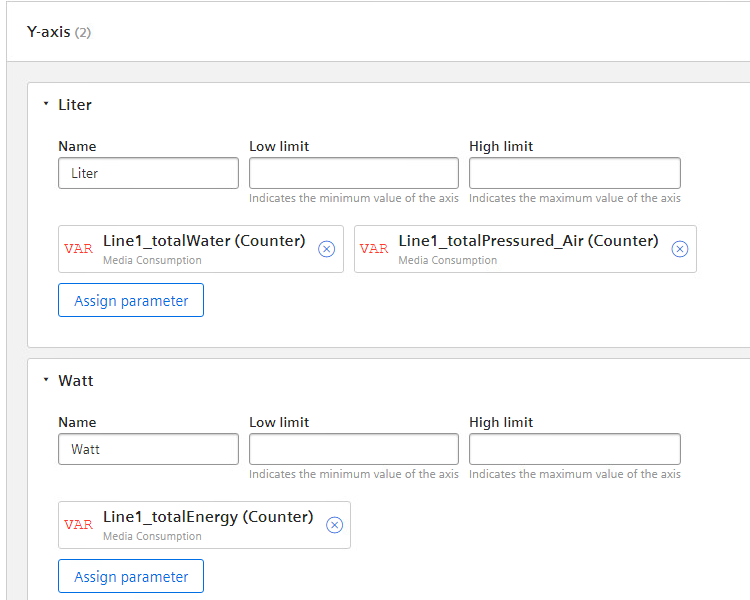 Y-axis (2)
Liter
Name Low limit High limit
Liter
Indicates the minimum value of the axis Indicates the maximum value of the axis
VAR Line1_totalWater (Counter) VAR Line1_totalPressured_Air (Counter)
Media Consumption Media Consumption
Assign parameter
Watt
Name Low limit High limit
Watt
Indicates the minimum value of the axis Indicates the maximum value of the axis
VAR Line1_totalEnergy (Counter)
Media Consumption
Assign parameter